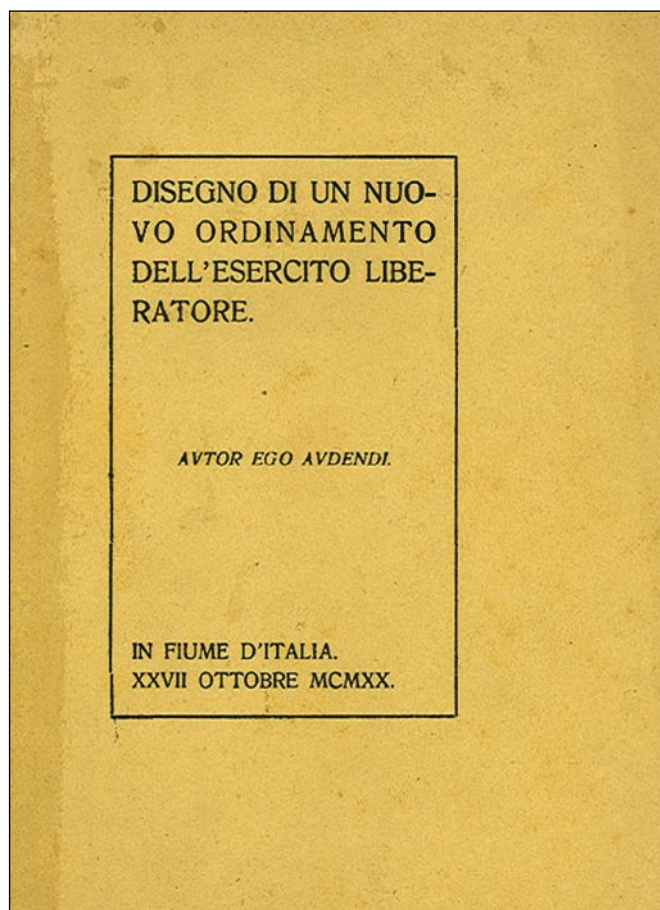 DISEGNO DI UN NUO-
VO ORDINAMENTO
DELL'ESERCITO LIBE-
RATORE.
AVTOR EGO AVDENDI.
IN FIUME D'ITALIA.
XXVII OTTOBRE MCMXX.